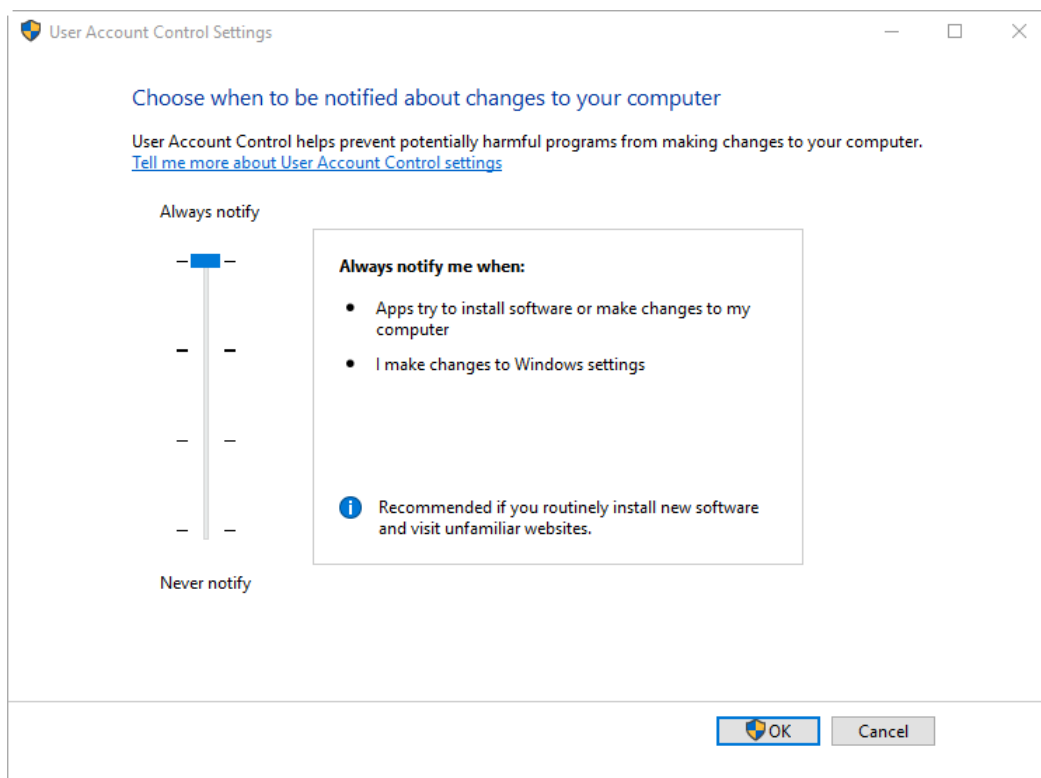 User Account Control Settings
Choose when to be notified about changes to your computer
User Account Control helps prevent potentially harmful programs from making changes to your computer.
Tell me more about User Account Control settings
Always notify
Always notify me when:
Apps try to install software or make changes to my
computer
I make changes to Windows settings
Recommended if you routinely install new software
and visit unfamiliar websites.
Never notify
OK
Cancel